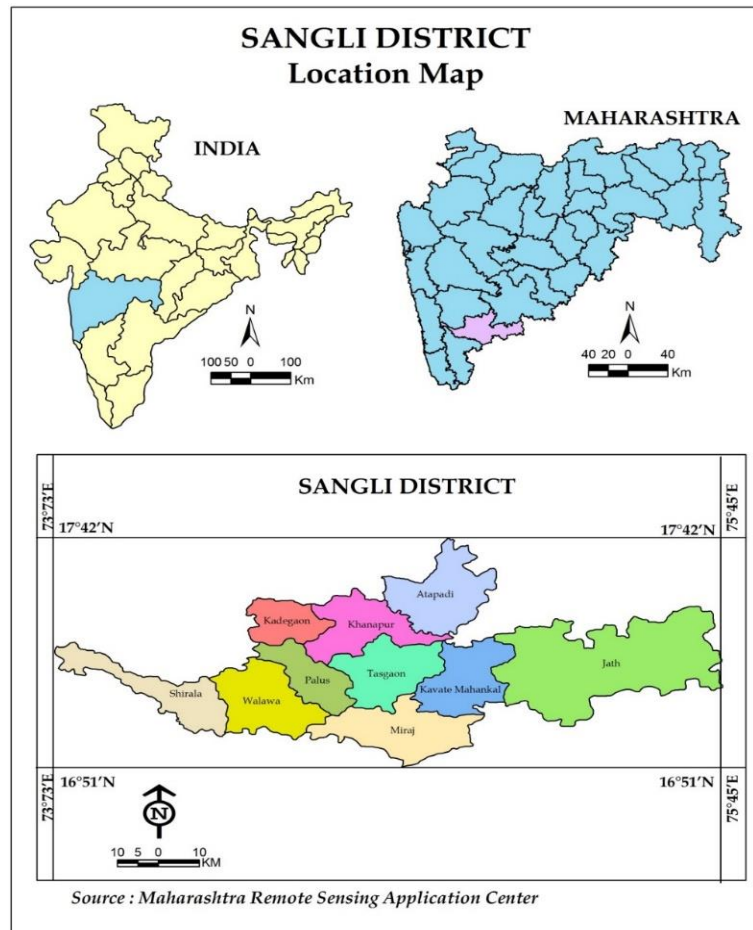 SANGLI DISTRICT
Location Map
INDIA
MAHARASHTRA
N
100 50 0 100
Km
N
40 20 0 40
Km
SANGLI DISTRICT
73°73'E
75°45'E
17°42'N
17°42'N
Atapadi
Kadegaon
Khanapur
Jath
Tasgaon
Palus
Kavate Mahankal
Shirala
Walawa
Miraj
16°51'N
16°51'N
73°73'E
75°45'E
N
10 5 0 10
KM
Source : Maharashtra Remote Sensing Application Center